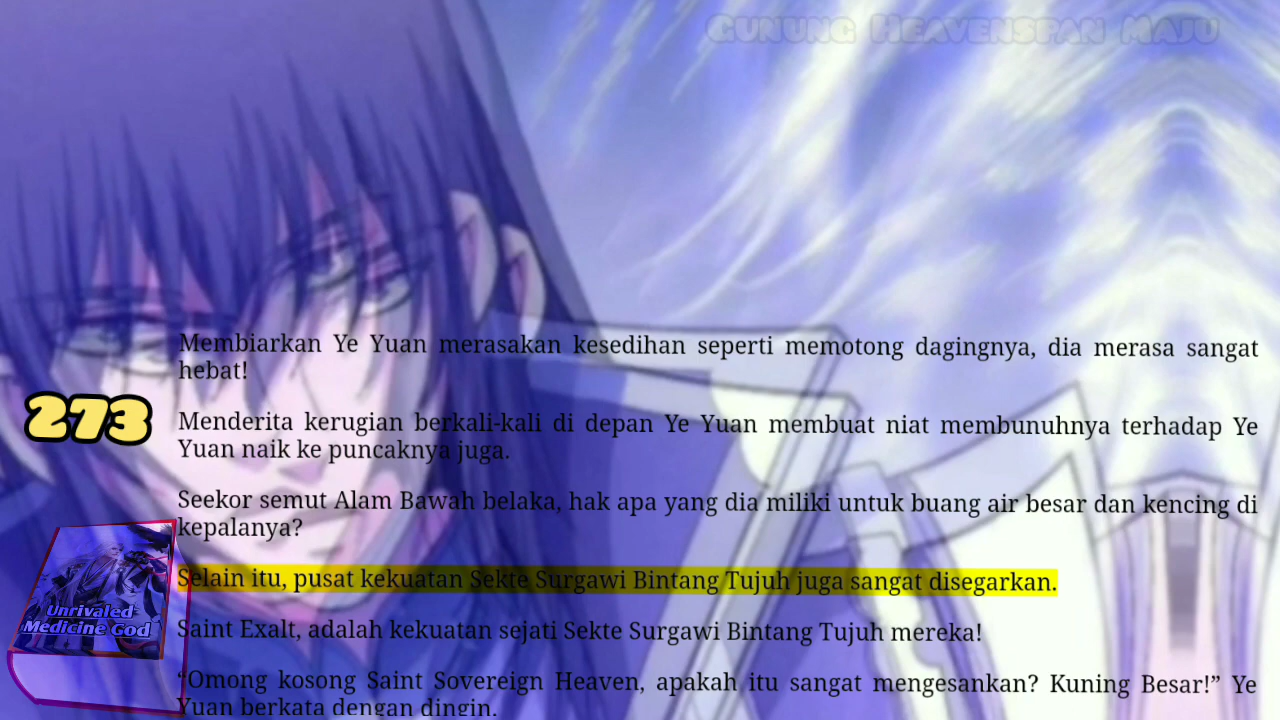 Gunung Heavenspan Maju
Membiarkan Ye Yuan merasakan kesedihan seperti memotong dagingnya, dia merasa sangat
hebat!
273
Menderita kerugian berkali-kali di depan Ye Yuan membuat niat membunuhnya terhadap Ye
Yuan naik ke puncaknya juga.
Seekor semut Alam Bawah belaka, hak apa yang dia miliki untuk buang air besar dan kencing di
kepalanya?
Selain itu, pusat kekuatan Sekte Surgawi Bintang Tujuh juga sangat disegarkan.
Unrivaled
Medicine God
Saint Exalt, adalah kekuatan sejati Sekte Surgawi Bintang Tujuh mereka!
“Omong kosong Saint Sovereign Heaven, apakah itu sangat mengesankan? Kuning Besar!” Ye
Yuan berkata dengan dingin.